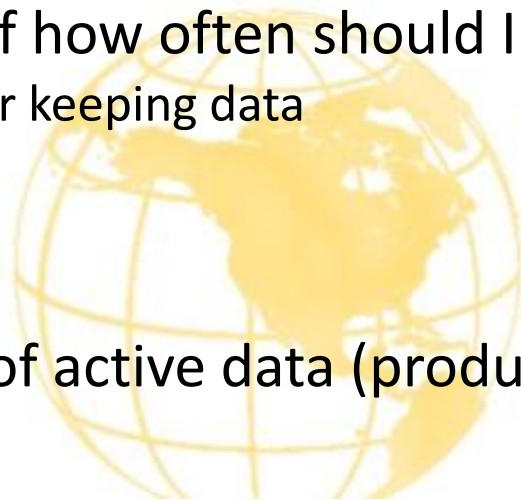 f how often should I
r keeping data
of active data (produ